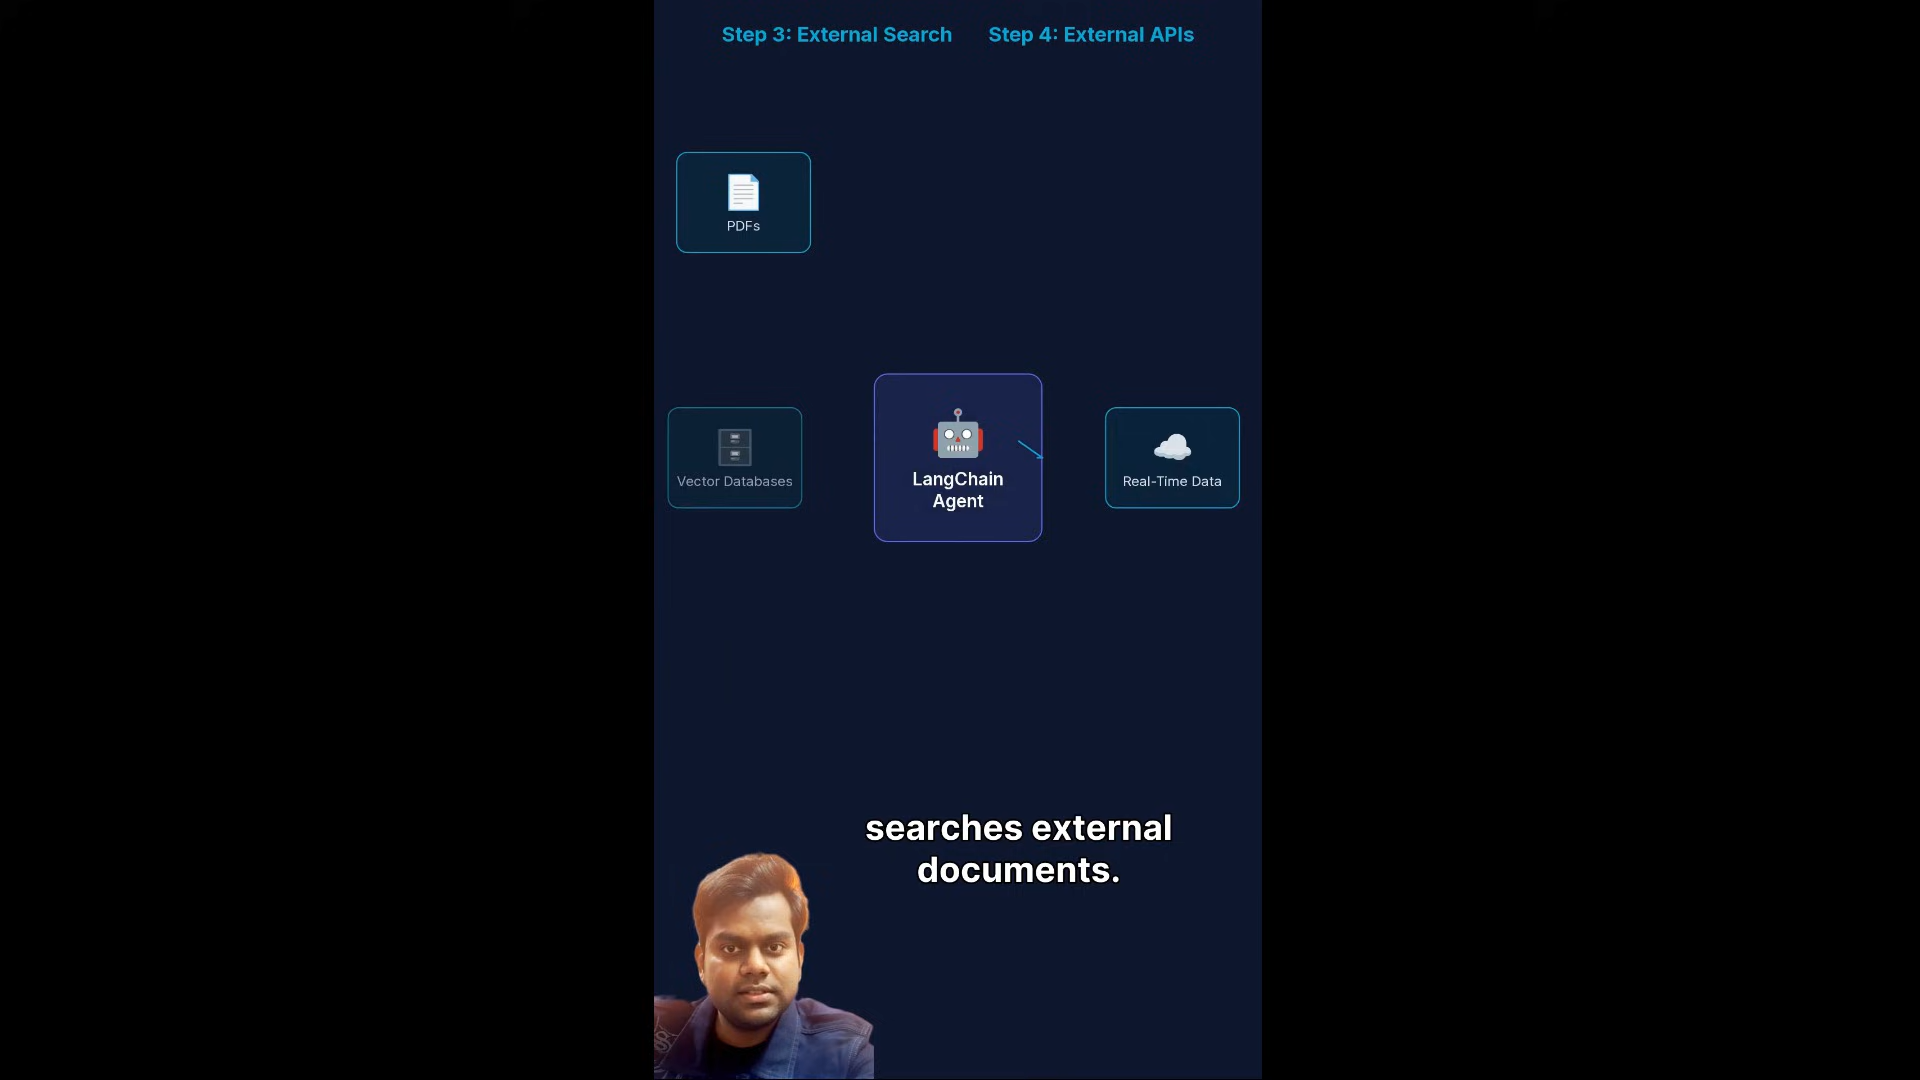 Step 3: External Search
Step 4: External APIs
PDFs
Vector Databases
LangChain
Agent
Real-Time Data
searches external
documents.